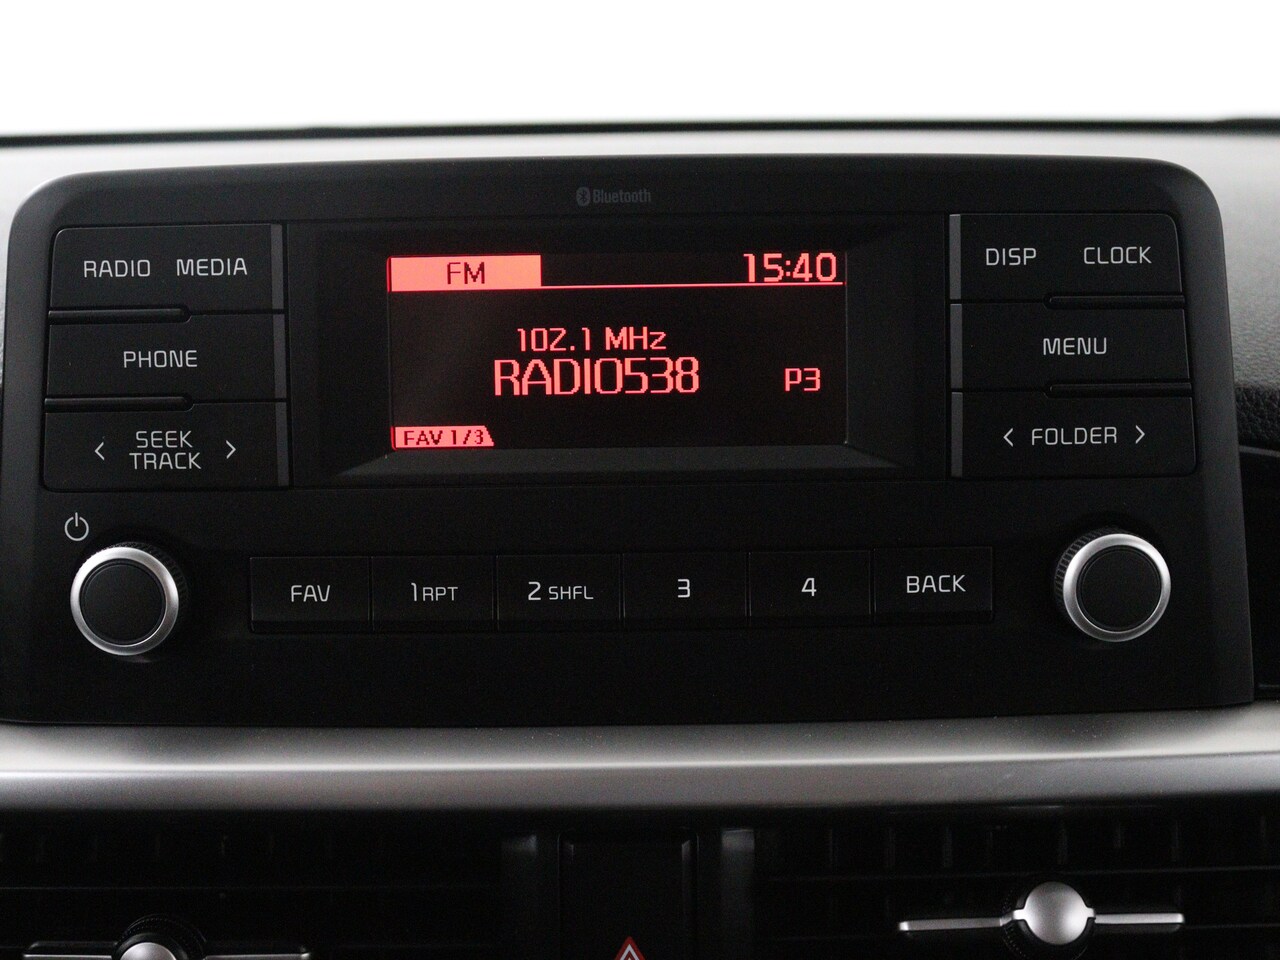 Bluetooth
RADIO MEDIA
PHONE
< SEEK TRACK >
FM 15:40
102.1 MHz
RADIO538 P3
FAV 1/3
DISP CLOCK
MENU
< FOLDER >
FAV 1 RPT 2 SHFL 3 4 BACK